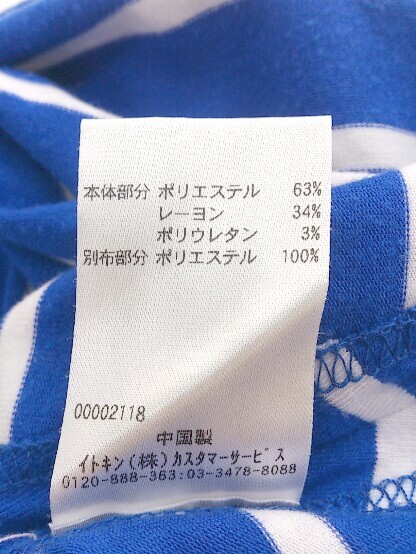 本体部分 ポリエステル 63%
レーヨン 34%
ポリウレタン 3%
別布部分 ポリエステル 100%
00002118
中国製
イトキン(株)カスタマーサービス
0120-888-363:03-3478-8088